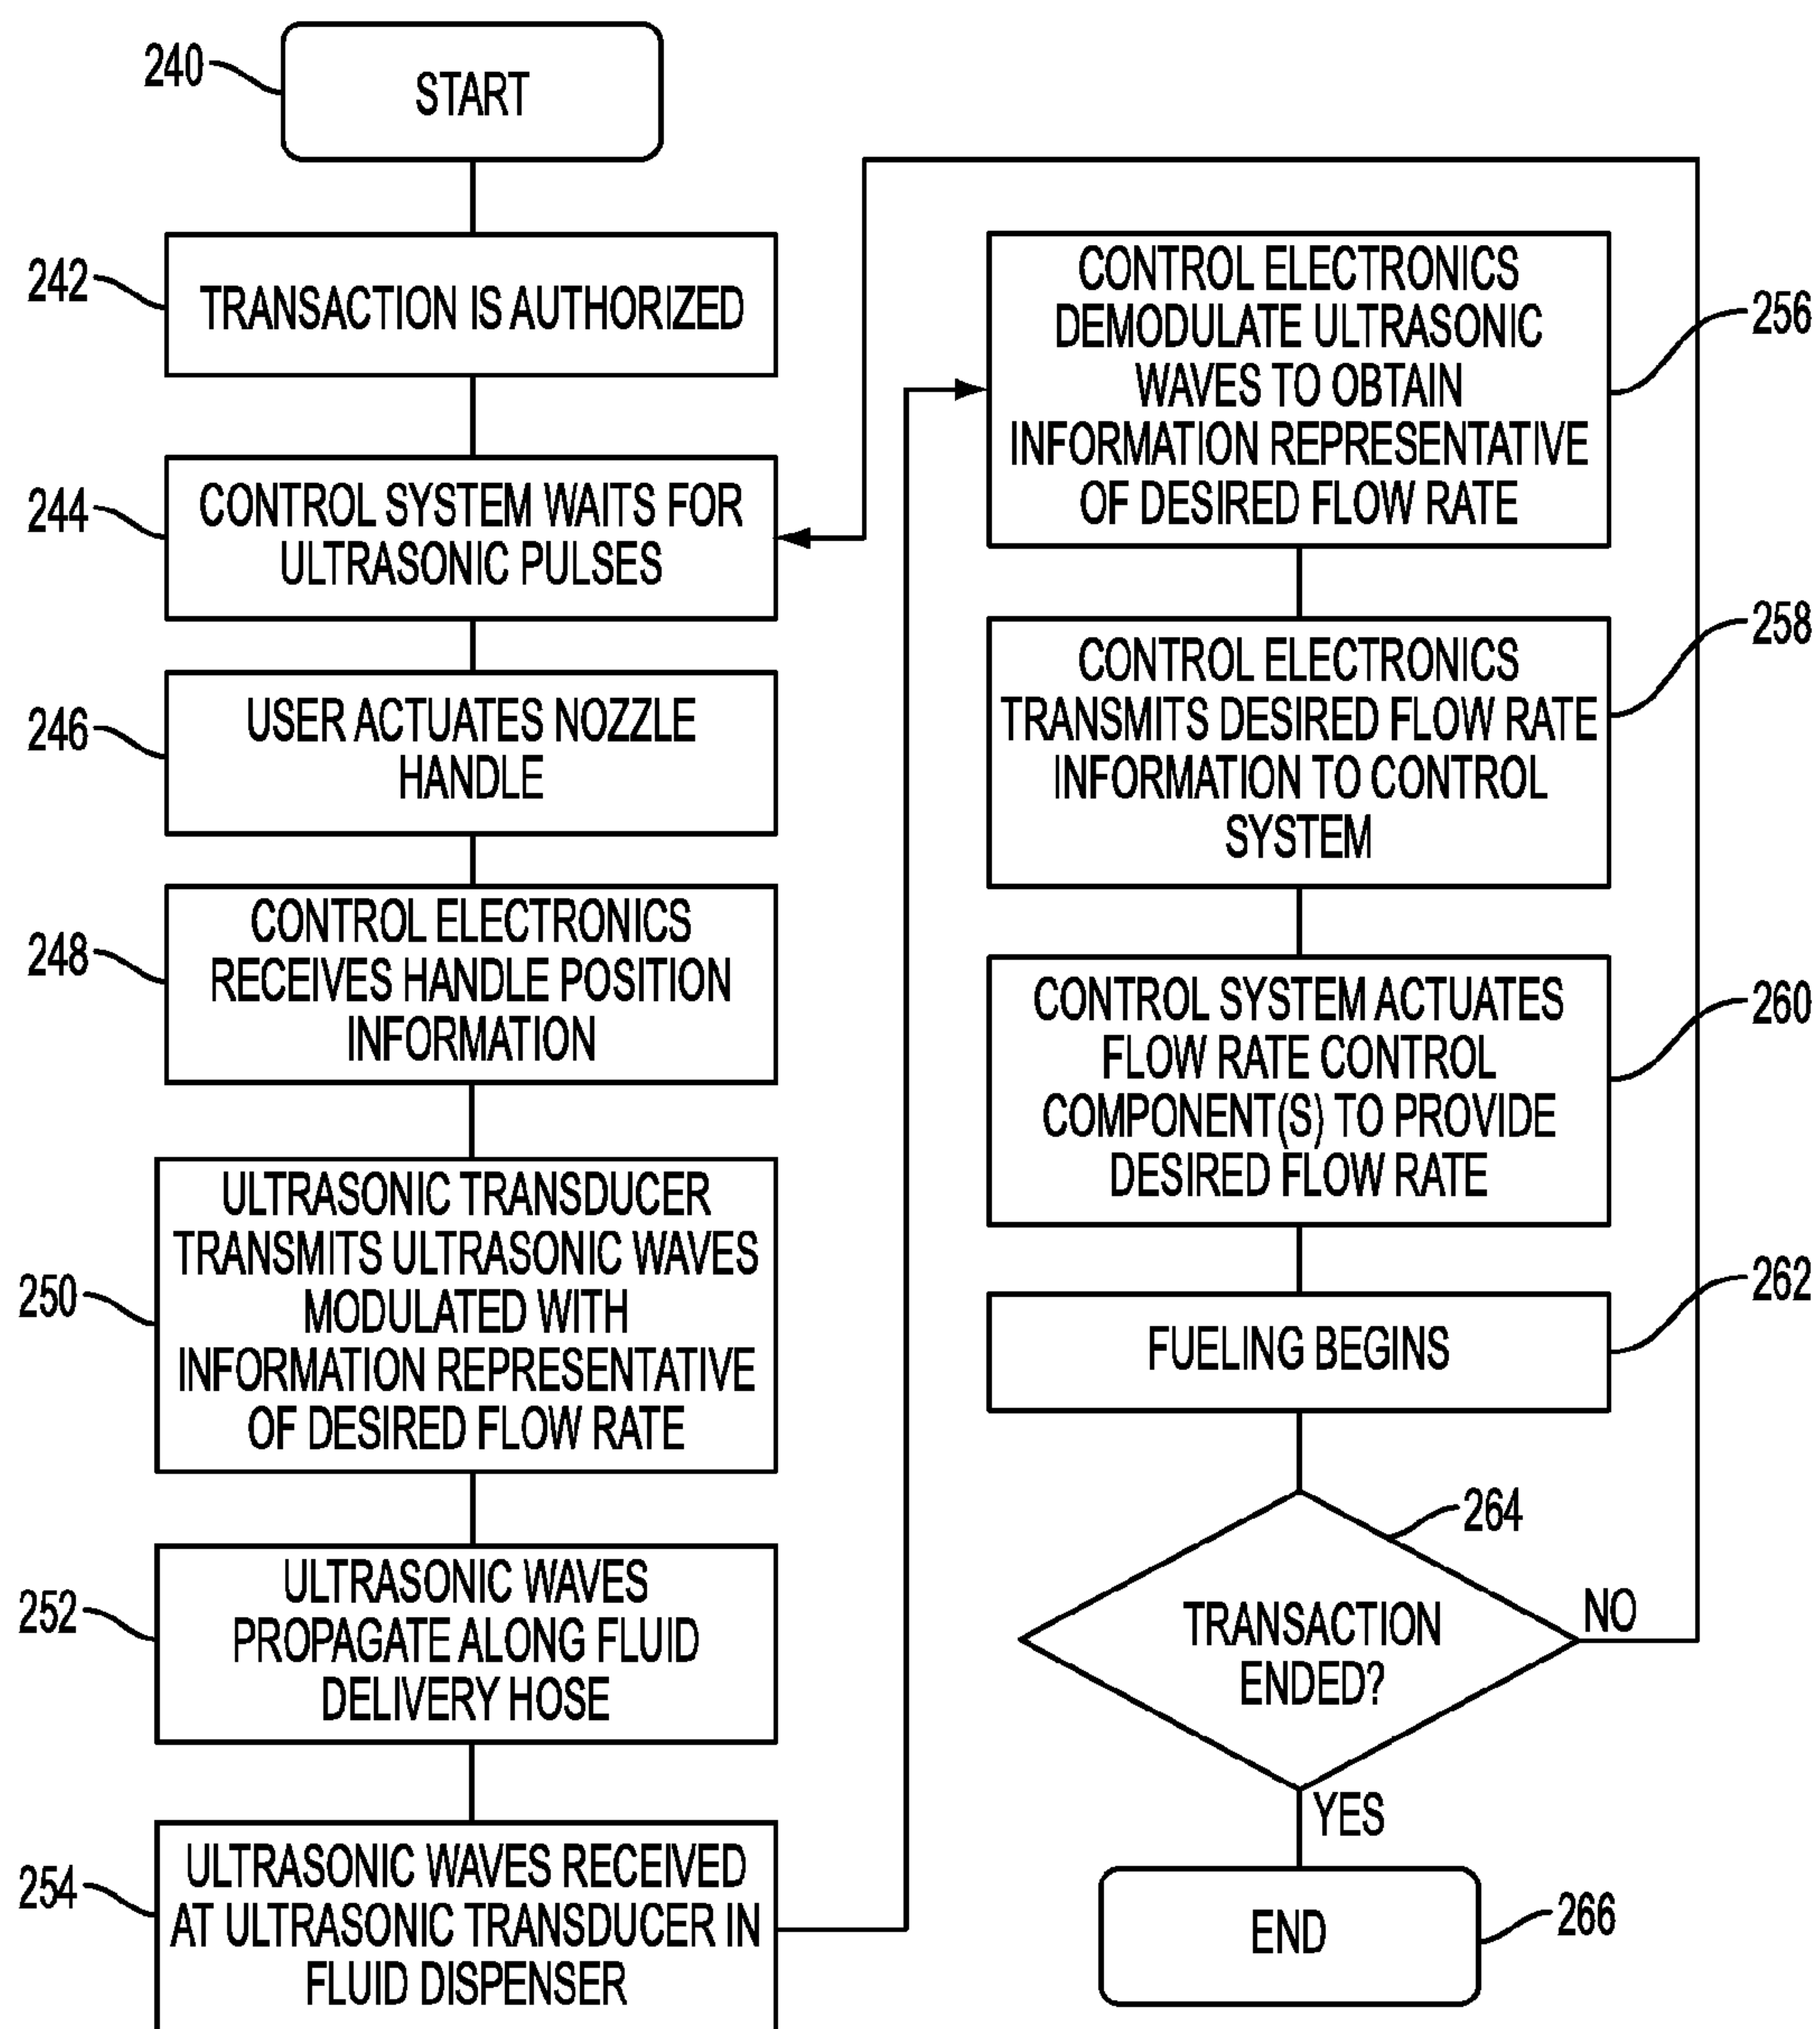 240
START
242
TRANSACTION IS AUTHORIZED
244
CONTROL SYSTEM WAITS FOR
ULTRASONIC PULSES
246
USER ACTUATES NOZZLE
HANDLE
248
CONTROL ELECTRONICS
RECEIVES HANDLE POSITION
INFORMATION
250
ULTRASONIC TRANSDUCER
TRANSMITS ULTRASONIC WAVES
MODULATED WITH
INFORMATION REPRESENTATIVE
OF DESIRED FLOW RATE
252
ULTRASONIC WAVES
PROPAGATE ALONG FLUID
DELIVERY HOSE
254
ULTRASONIC WAVES RECEIVED
AT ULTRASONIC TRANSDUCER IN
FLUID DISPENSER
CONTROL ELECTRONICS
DEMODULATE ULTRASONIC
WAVES TO OBTAIN
INFORMATION REPRESENTATIVE
OF DESIRED FLOW RATE
256
CONTROL ELECTRONICS
TRANSMITS DESIRED FLOW RATE
INFORMATION TO CONTROL
SYSTEM
258
CONTROL SYSTEM ACTUATES
FLOW RATE CONTROL
COMPONENT(S) TO PROVIDE
DESIRED FLOW RATE
260
FUELING BEGINS
262
264
TRANSACTION
ENDED?
NO
YES
END
266